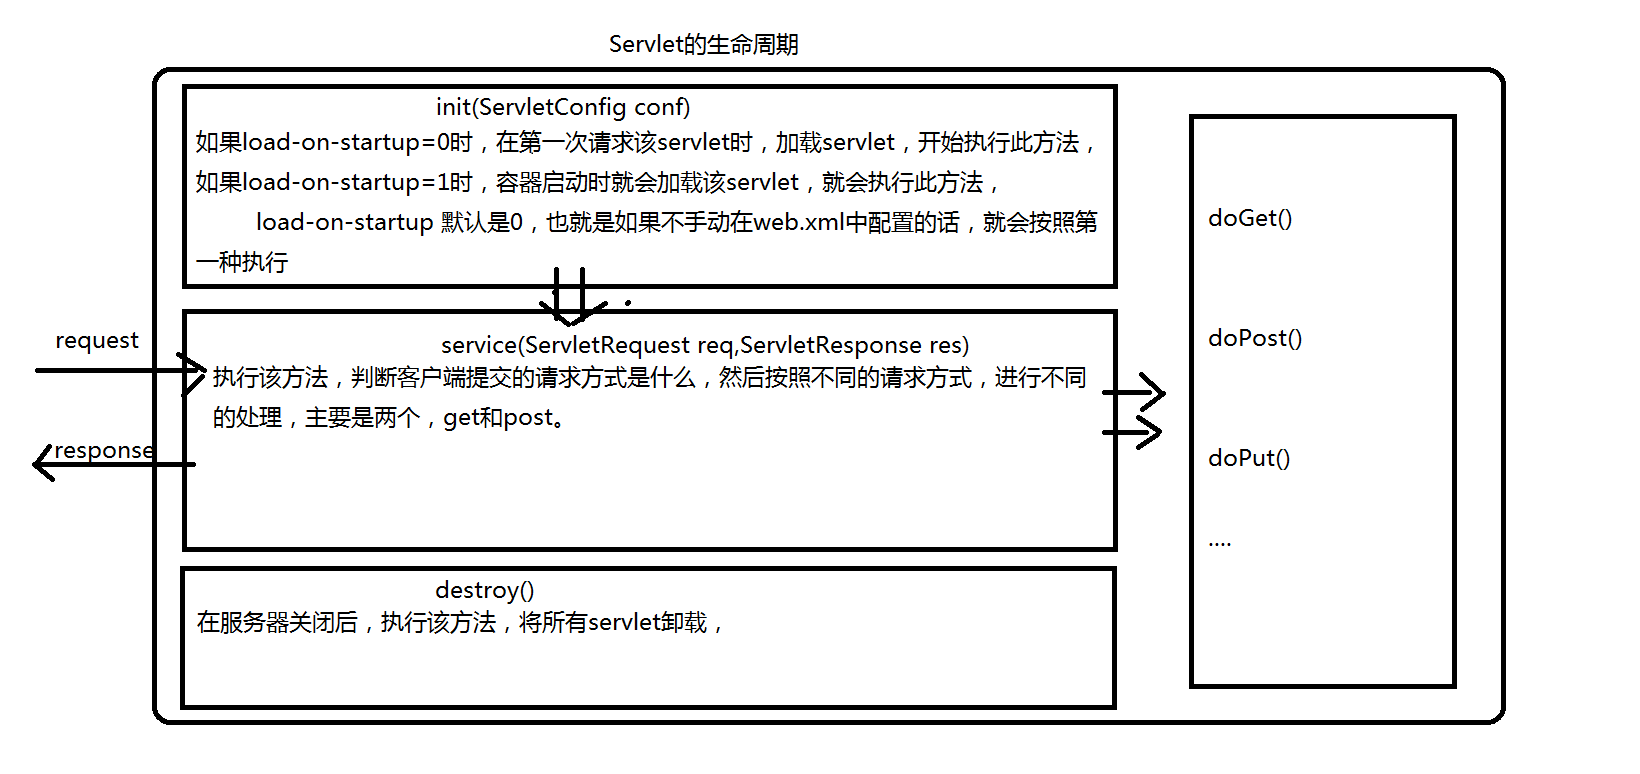 Servlet的生命周期
init(ServletConfig conf)
如果load-on-startup=0时，在第一次请求该servlet时，加载servlet，开始执行此方法，
如果load-on-startup=1时，容器启动时就会加载该servlet，就会执行此方法，
load-on-startup 默认是0，也就是如果不手动在web.xml中配置的话，就会按照第
一种执行
request
service(ServletRequest req,ServletResponse res)
执行该方法，判断客户端提交的请求方式是什么，然后按照不同的请求方式，进行不同
的处理，主要是两个，get和post。
response
destroy()
在服务器关闭后，执行该方法，将所有servlet卸载，
doGet()
doPost()
doPut()
....